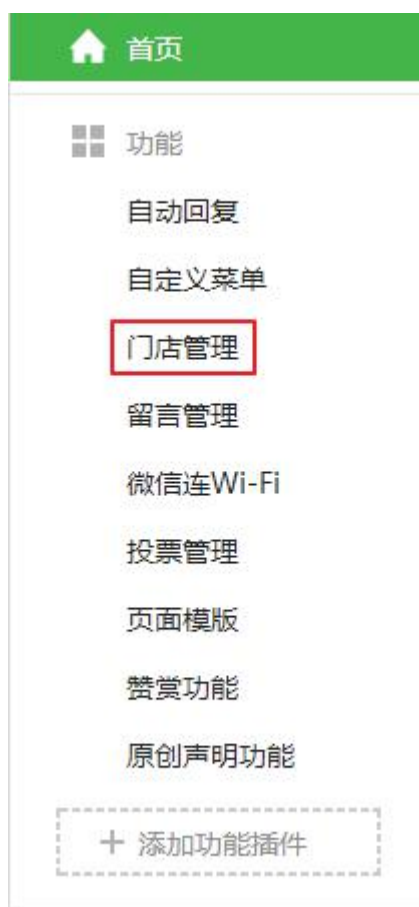 首页
功能
自动回复
自定义菜单
门店管理
留言管理
微信连Wi-Fi
投票管理
页面模版
赞赏功能
原创声明功能
+ 添加功能插件